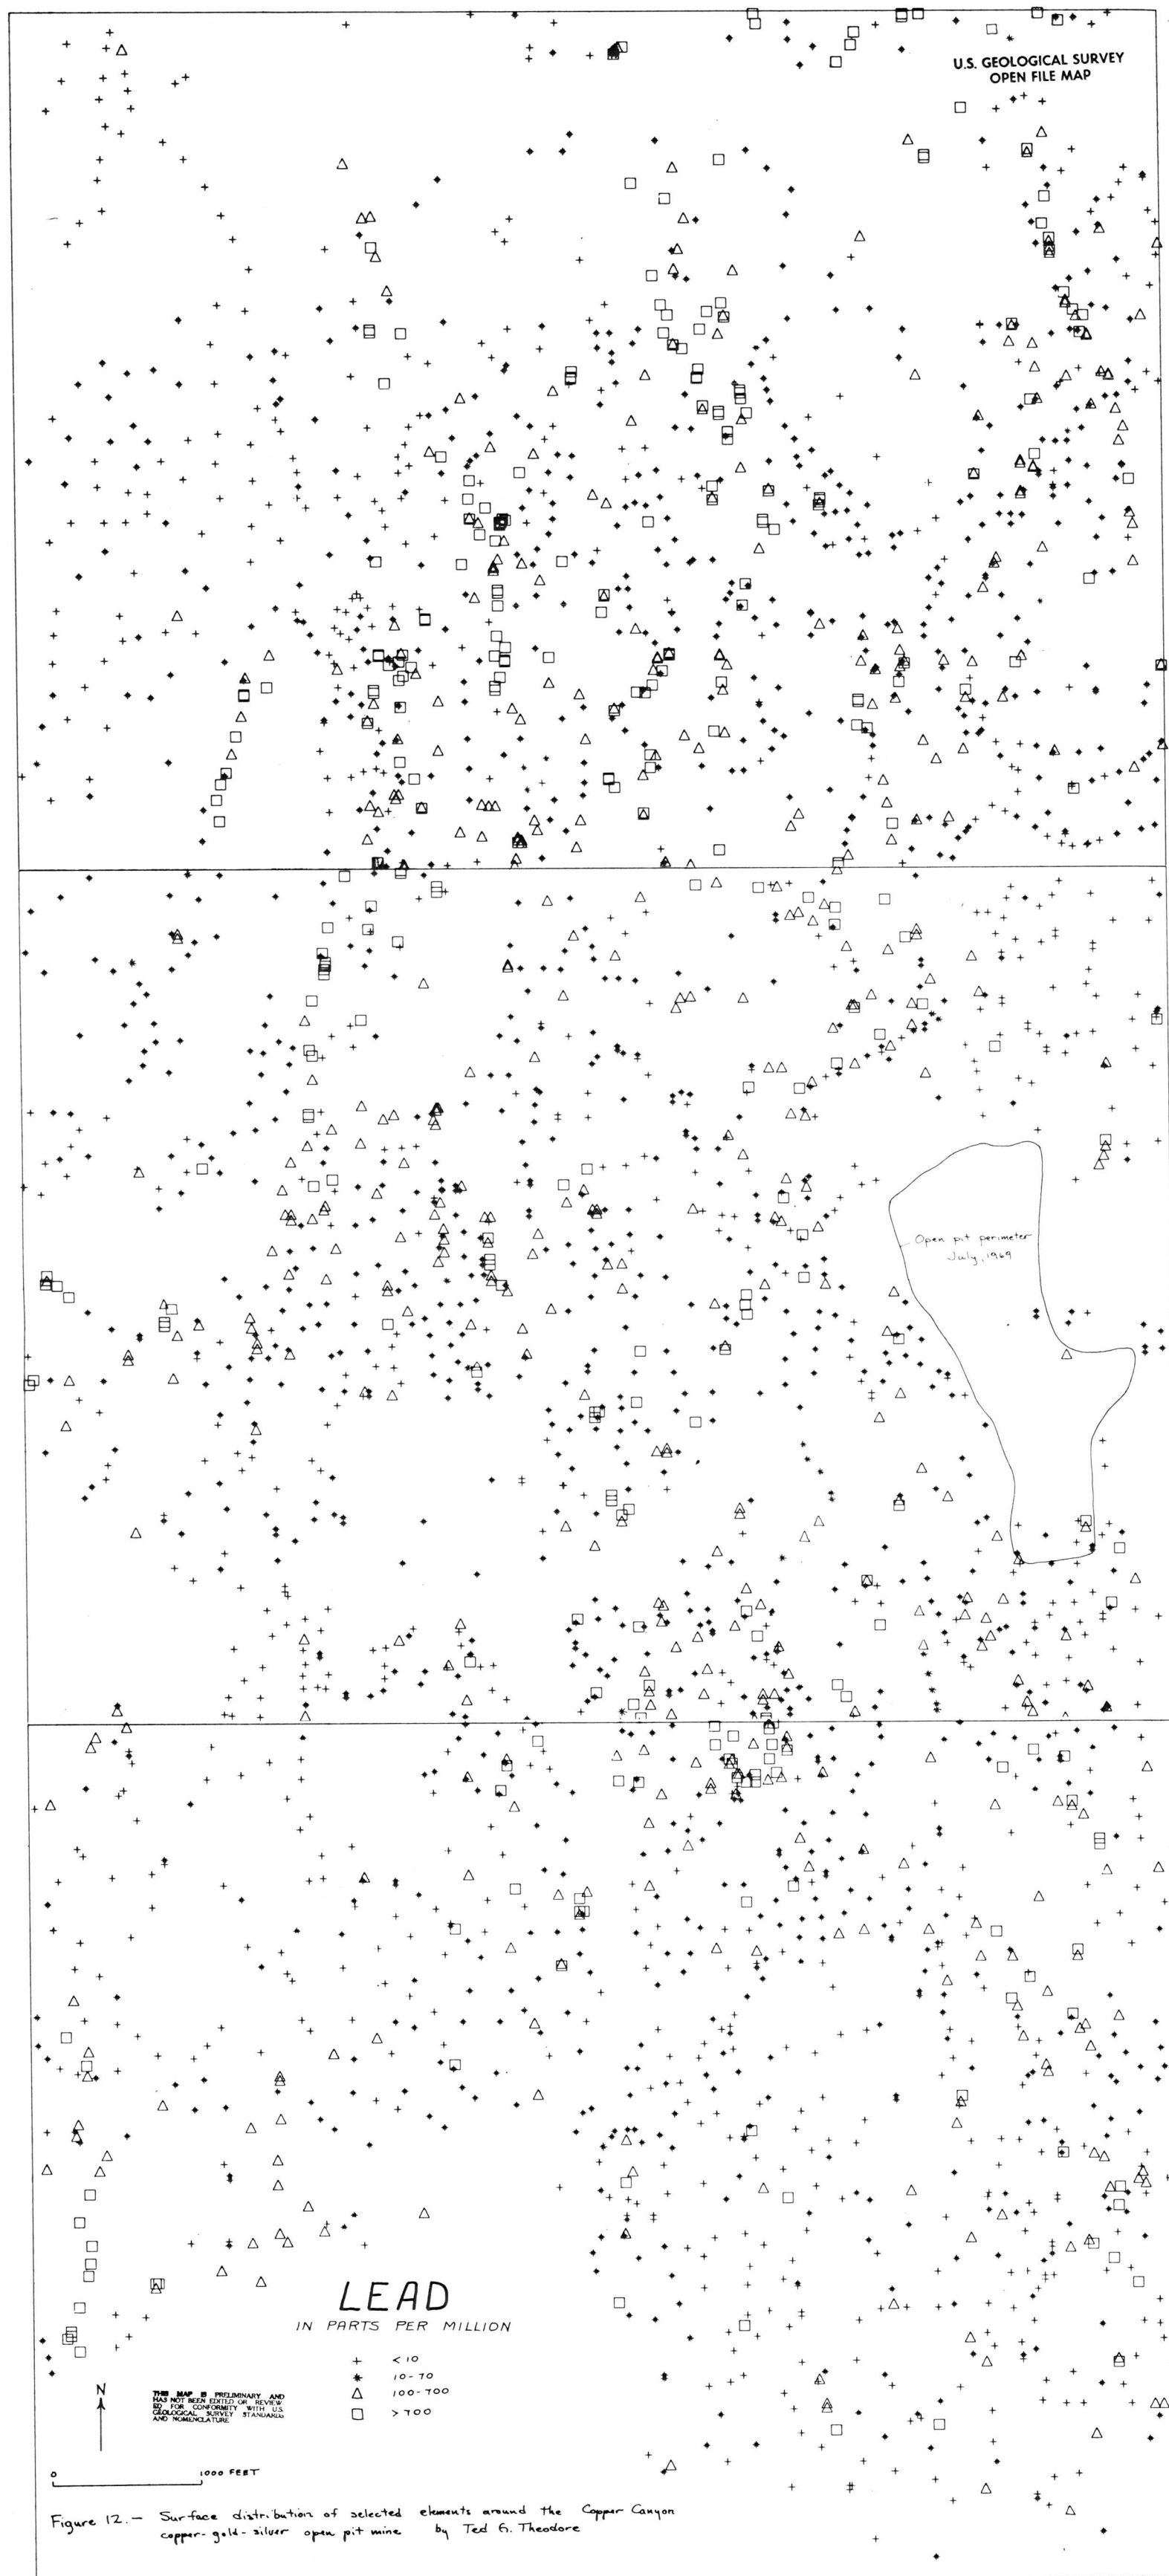 U.S. GEOLOGICAL SURVEY
OPEN FILE MAP
Open pit perimeter
July, 1969
LEAD
IN PARTS PER MILLION
< 10
10-70
100-700
> 700
N
THIS MAP IS PRELIMINARY AND
HAS NOT BEEN EDITED OR REVIEW
ED FOR CONFORMITY WITH U.S.
GEOLOGICAL SURVEY STANDARDS
AND NOMENCLATURE
0 1000 FEET
Figure 12.— Surface distribution of selected elements around the Copper Canyon
copper-gold-silver open pit mine by Ted G. Theodore